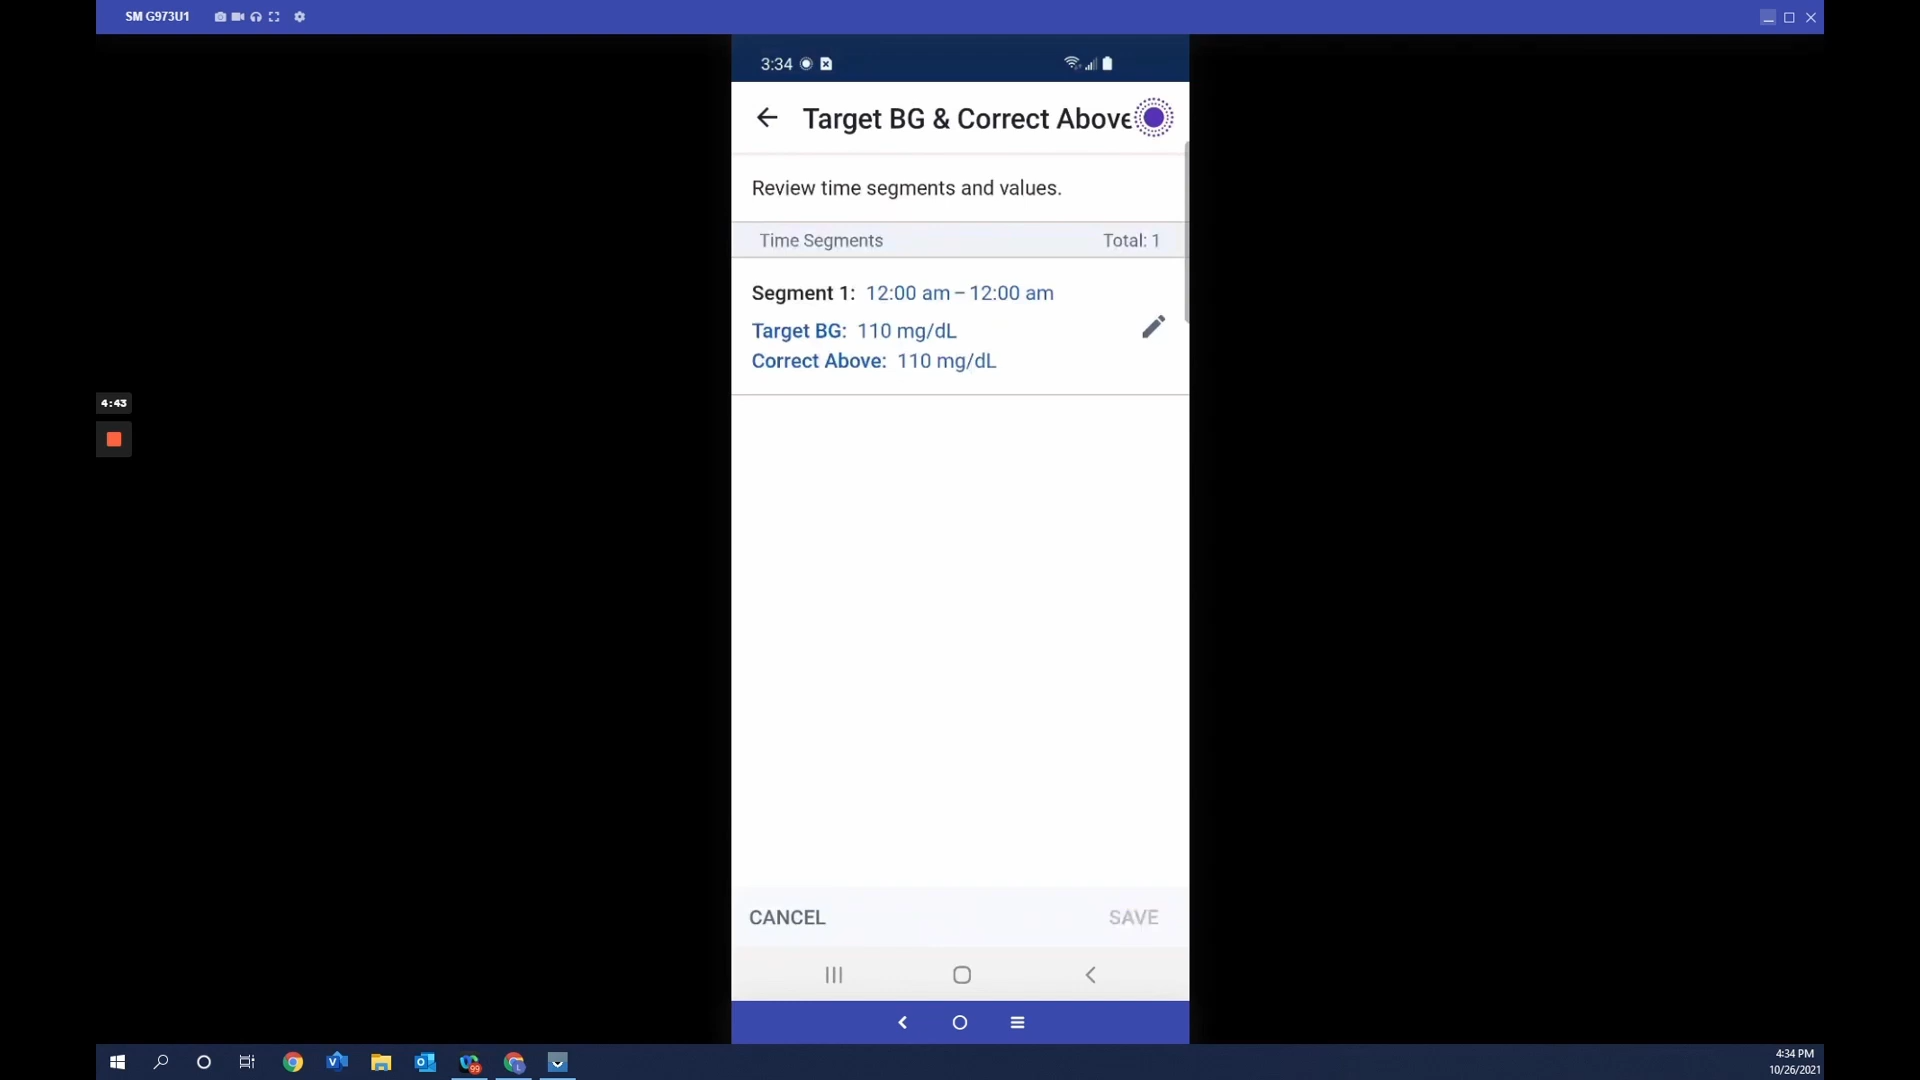 SM G973U1
3:34
Target BG & Correct Above
Review time segments and values.
Time Segments Total: 1
Segment 1: 12:00 am – 12:00 am
Target BG: 110 mg/dL
Correct Above: 110 mg/dL
4:43
CANCEL SAVE
99
L
4:34 PM
10/26/2021